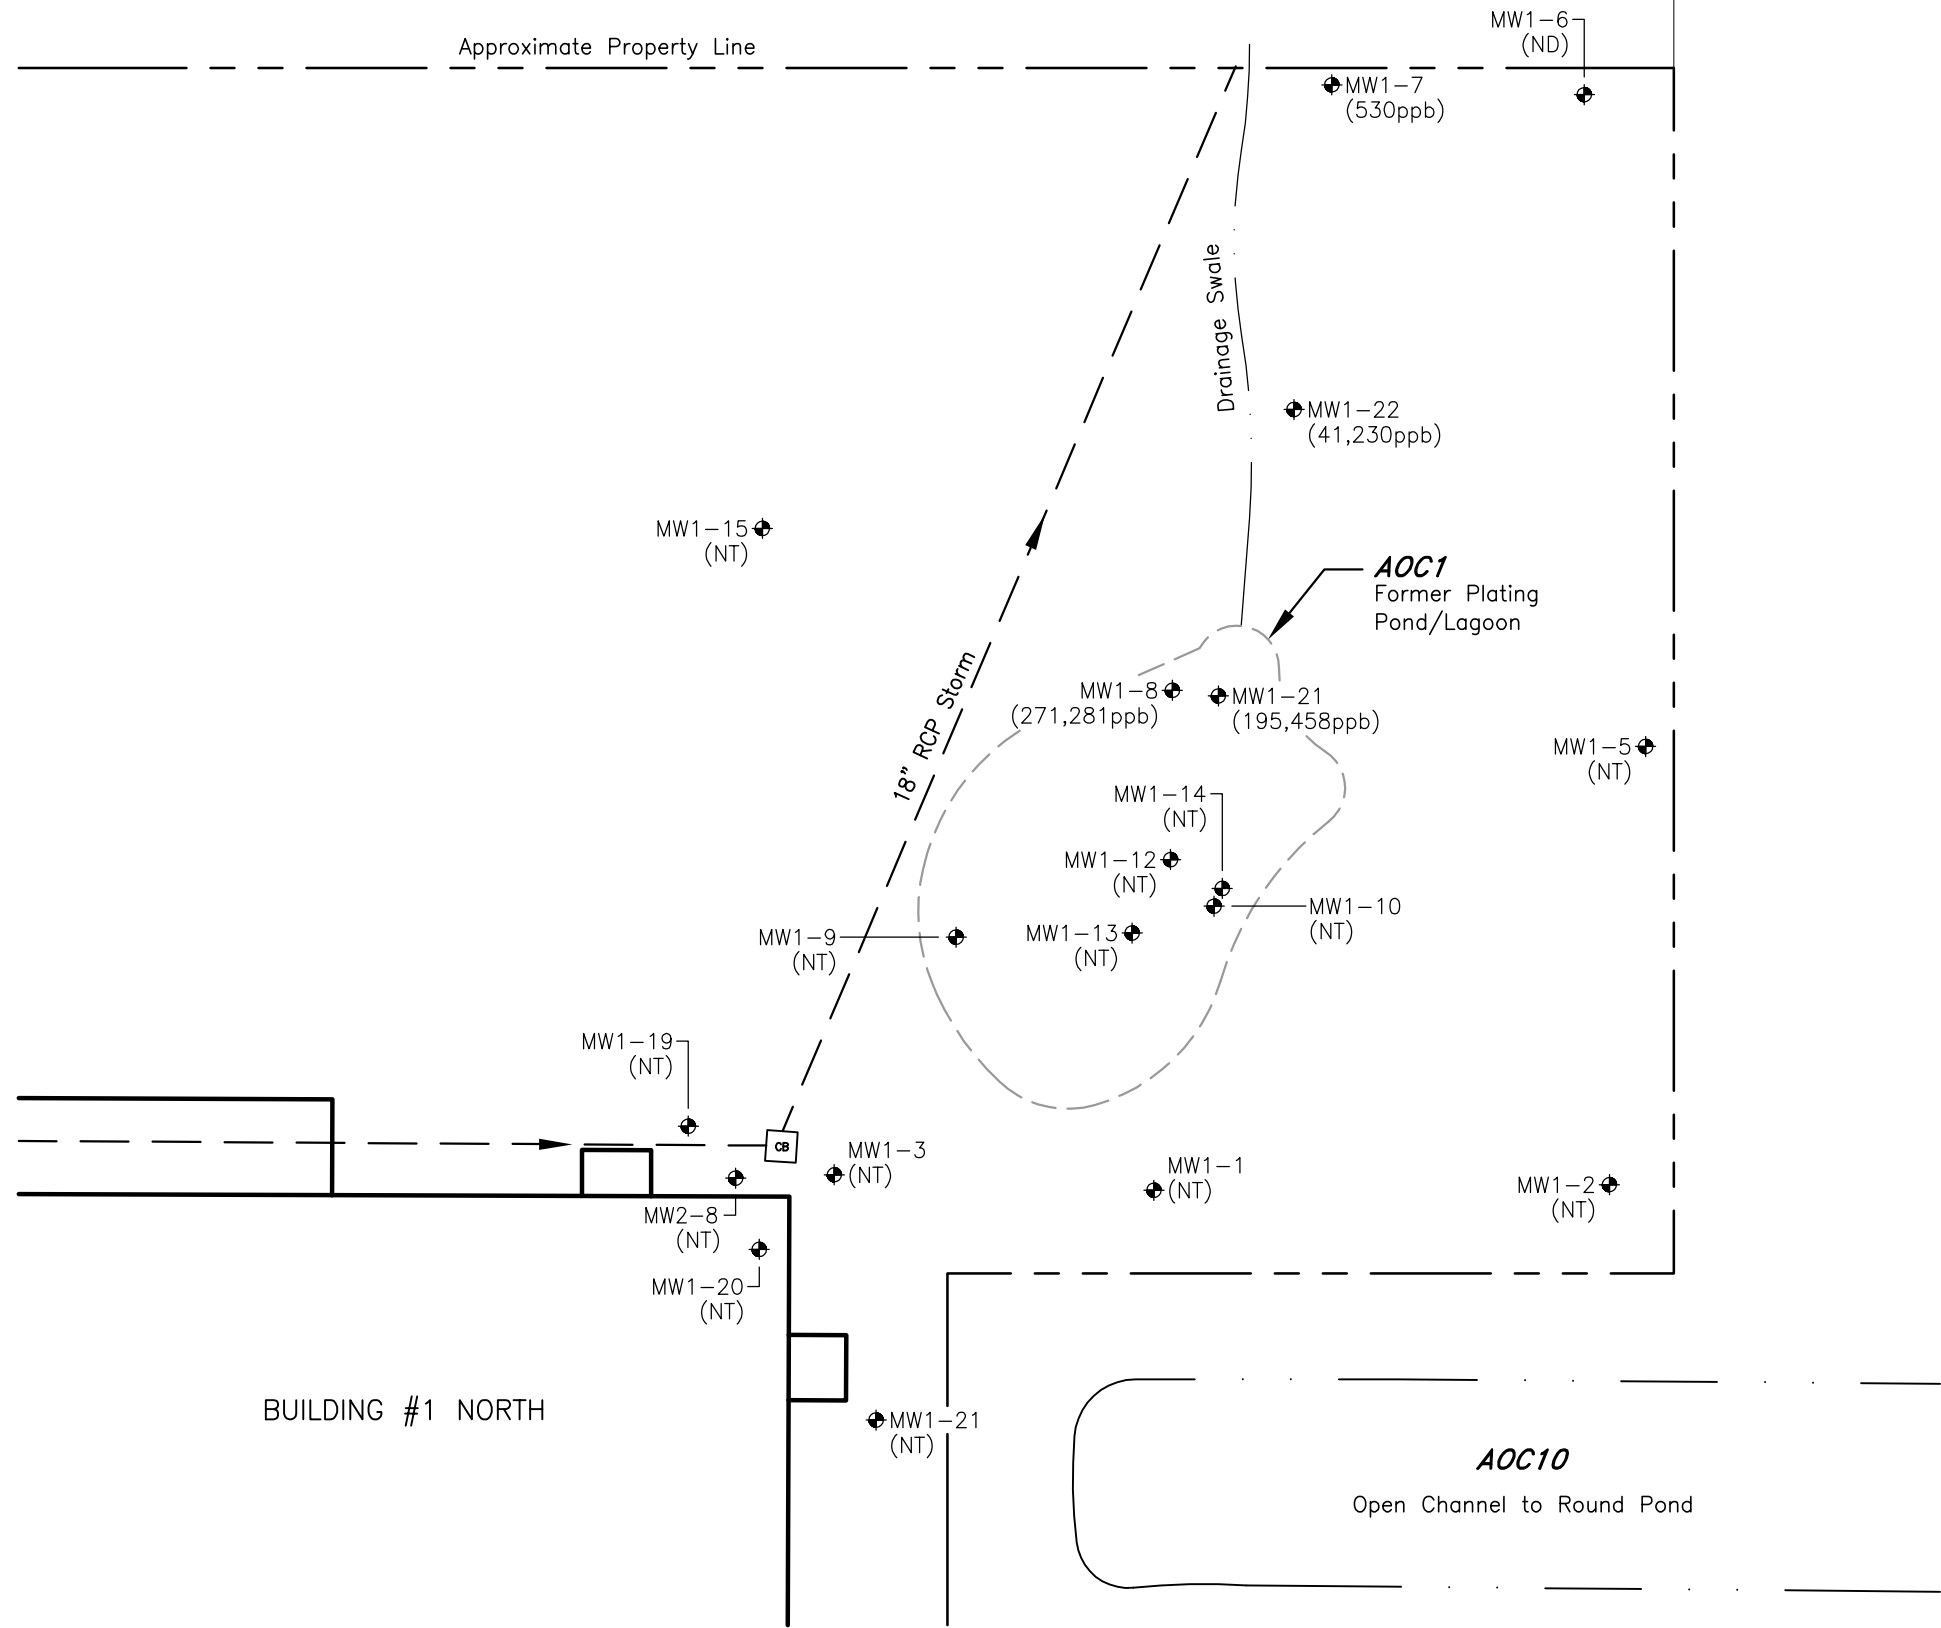 MW1-6
(ND)
Approximate Property Line
MW1-7
(530ppb)
Drainage Swale
MW1-22
(41,230ppb)
MW1-15
(NT)
AOC1
Former Plating
Pond/Lagoon
18" RCP Storm
MW1-8
(271,281ppb)
MW1-21
(195,458ppb)
MW1-5
(NT)
MW1-14
(NT)
MW1-12
(NT)
MW1-10
(NT)
MW1-9
(NT)
MW1-13
(NT)
MW1-19
(NT)
CB
MW1-3
(NT)
MW1-1
(NT)
MW1-2
(NT)
MW2-8
(NT)
MW1-20
(NT)
BUILDING #1 NORTH
MW1-21
(NT)
AOC10
Open Channel to Round Pond